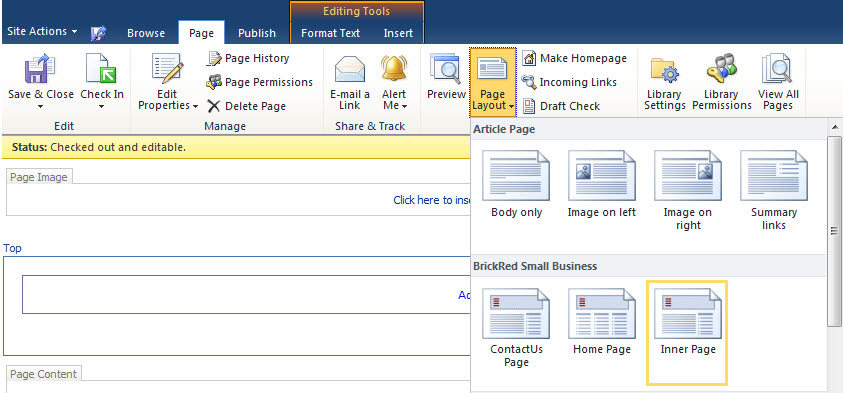 Editing Tools
Site Actions Browse Page Publish Format Text Insert
Save & Close
Check In
Edit
Edit Properties
Page History
Page Permissions
Delete Page
Manage
E-mail a Link
Alert Me
Share & Track
Preview
Page Layout
Make Homepage
Incoming Links
Draft Check
Library Settings
Library Permissions
View All Pages
Status: Checked out and editable.
Page Image
Click here to
Top
Page Content
Article Page
Body only
Image on left
Image on right
Summary links
BrickRed Small Business
ContactUs Page
Home Page
Inner Page